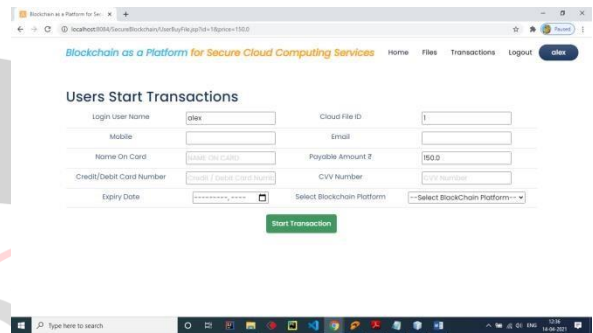 Blockchain as a Platform for Sec
localhost:8084/SecureBlockchain/UserBuyFile.jsp?id=1&price=150.0
Paused
Blockchain as a Platform for Secure Cloud Computing Services Home Files Transactions Logout alex
Users Start Transactions
Login User Name alex Cloud File ID 1
Mobile Email
Name On Card NAME ON CARD Payable Amount ₹ 150.0
Credit/Debit Card Number Credit / Debit Card Numb CVV Number CVV Number
Expiry Date ---------, ---- Select Blockchain Platform --Select BlockChain Platform--
Start Transaction
Type here to search
ENG
12:36
14-04-2021